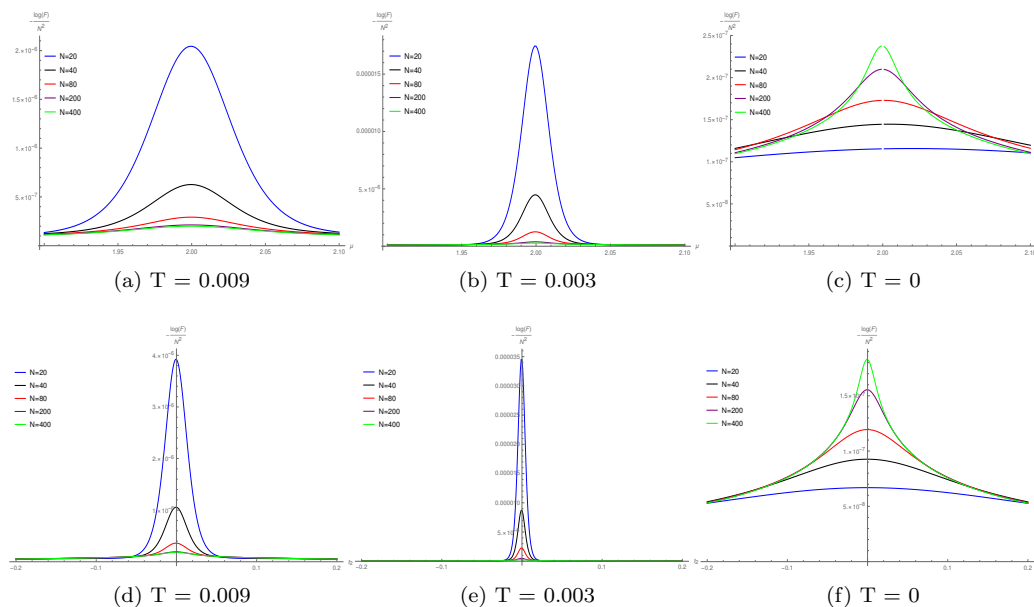 -log(F)/N²
2.×10⁻⁶
1.5×10⁻⁶
1.×10⁻⁶
5.×10⁻⁷
N=20
N=40
N=80
N=200
N=400
1.95 2.00 2.05 2.10 μ
(a) T = 0.009
-log(F)/N²
0.000015
0.000010
5.×10⁻⁶
N=20
N=40
N=80
N=200
N=400
1.95 2.00 2.05 2.10
(b) T = 0.003
-log(F)/N²
2.5×10⁻⁷
2.×10⁻⁷
1.5×10⁻⁷
1.×10⁻⁷
5.×10⁻⁸
N=20
N=40
N=80
N=200
N=400
1.95 2.00 2.05 2.10
(c) T = 0
-log(F)/N²
4.×10⁻⁶
3.×10⁻⁶
2.×10⁻⁶
1.×10⁻⁶
N=20
N=40
N=80
N=200
N=400
-0.2 -0.1 0.1 0.2
(d) T = 0.009
-log(F)/N²
0.000035
0.000030
0.000025
0.000020
0.000015
0.000010
5.×10⁻⁶
N=20
N=40
N=80
N=200
N=400
-0.2 -0.1 0 0.1 0.2
(e) T = 0.003
-log(F)/N²
1.5×10⁻⁷
1.×10⁻⁷
5.×10⁻⁸
N=20
N=40
N=80
N=200
N=400
-0.2 -0.1 0.1 0.2
(f) T = 0